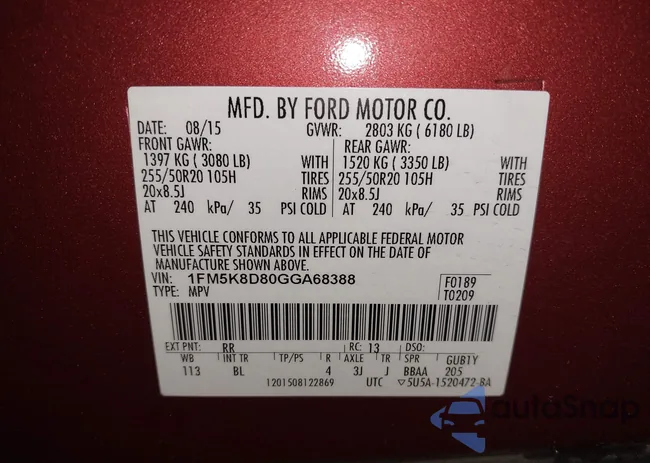 MFD. BY FORD MOTOR CO.
DATE: 08/15 GVWR: 2803 KG ( 6180 LB)
FRONT GAWR: REAR GAWR:
1397 KG ( 3080 LB) WITH 1520 KG ( 3350 LB) WITH
255/50R20 105H TIRES 255/50R20 105H TIRES
20x8.5J RIMS 20x8.5J RIMS
AT 240 kPa/ 35 PSI COLD AT 240 kPa/ 35 PSI COLD
THIS VEHICLE CONFORMS TO ALL APPLICABLE FEDERAL MOTOR
VEHICLE SAFETY STANDARDS IN EFFECT ON THE DATE OF
MANUFACTURE SHOWN ABOVE.
VIN: 1FM5K8D80GGA68388 F0189
TYPE: MPV T0209
EXT PNT: RR RC: 13 DSO:
WB INT TR TP/PS R AXLE TR SPR GUB1Y
113 BL 4 3J J BBAA 205
1201508122869 UTC ▽5U5A-1520472-BA
autoSnap